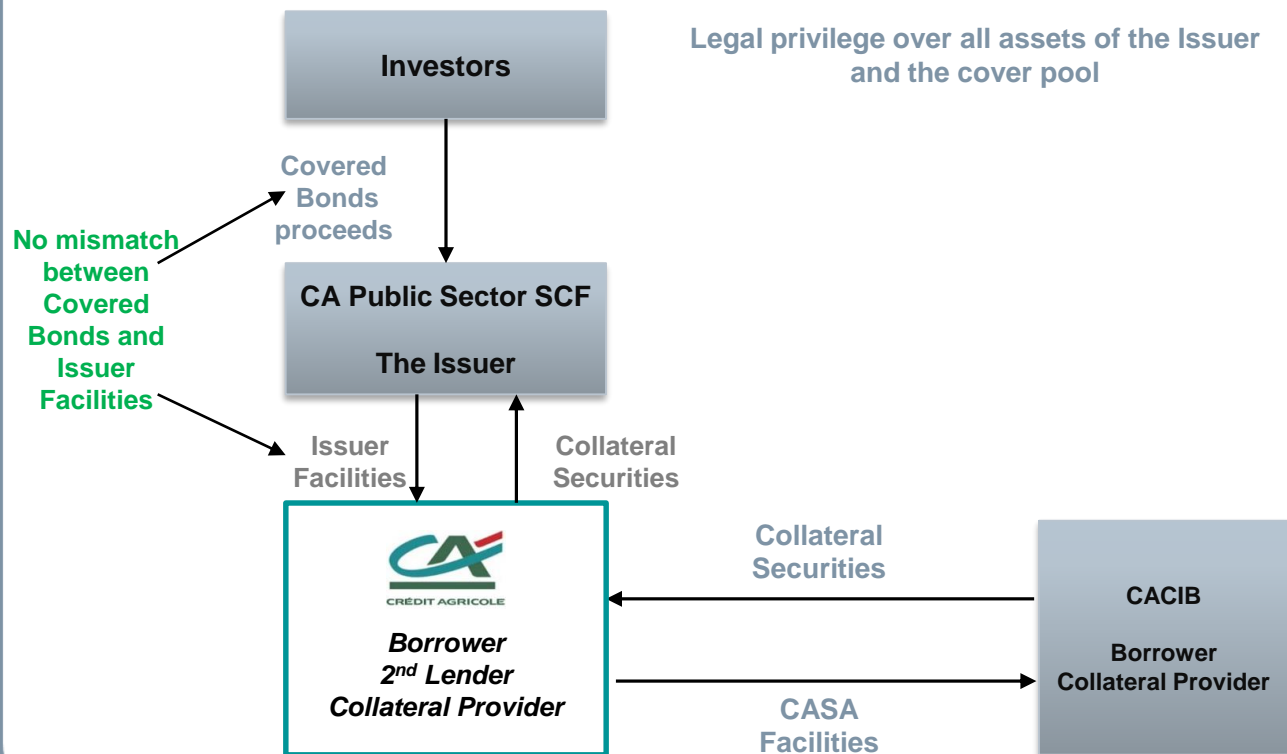 Investors
Legal privilege over all assets of the Issuer
and the cover pool
Covered
Bonds
proceeds
No mismatch
between
Covered
Bonds and
Issuer
Facilities
CA Public Sector SCF
The Issuer
Issuer
Facilities
Collateral
Securities
CA
CRÉDIT AGRICOLE
Borrower
2nd Lender
Collateral Provider
Collateral
Securities
CASA
Facilities
CACIB
Borrower
Collateral Provider